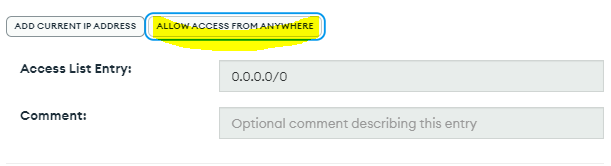 ADD CURRENT IP ADDRESS ALLOW ACCESS FROM ANYWHERE
Access List Entry: 0.0.0.0/0
Comment: Optional comment describing this entry